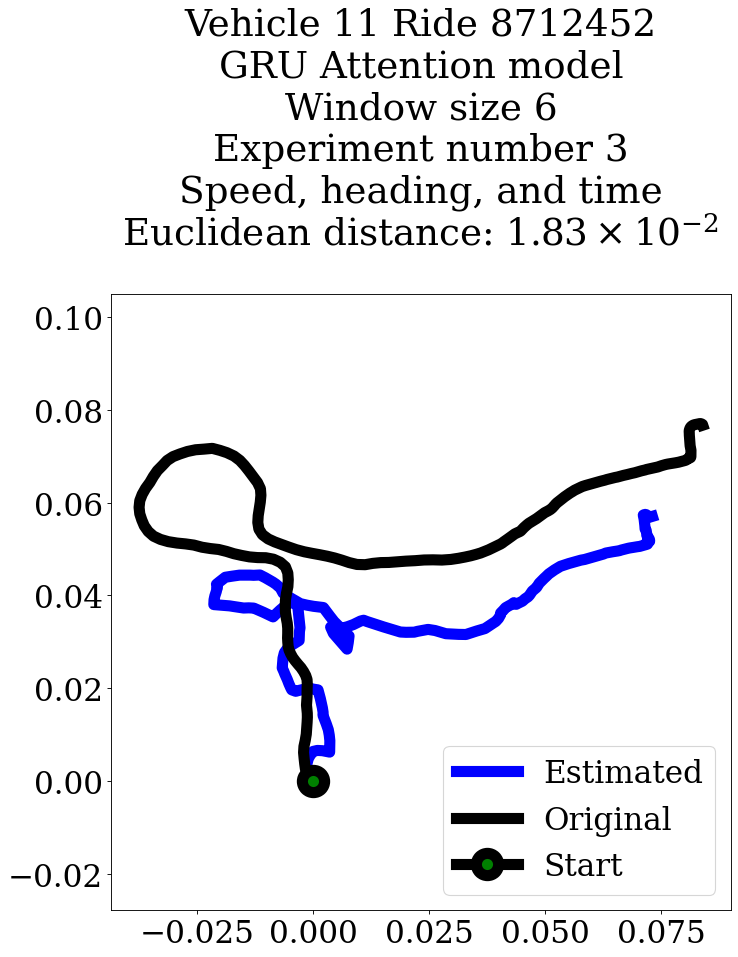 Vehicle 11 Ride 8712452
GRU Attention model
Window size 6
Experiment number 3
Speed, heading, and time
Euclidean distance: 1.83 × 10⁻²
0.10
0.08
0.06
0.04
0.02
0.00
−0.02
−0.025 0.000 0.025 0.050 0.075
Estimated
Original
Start